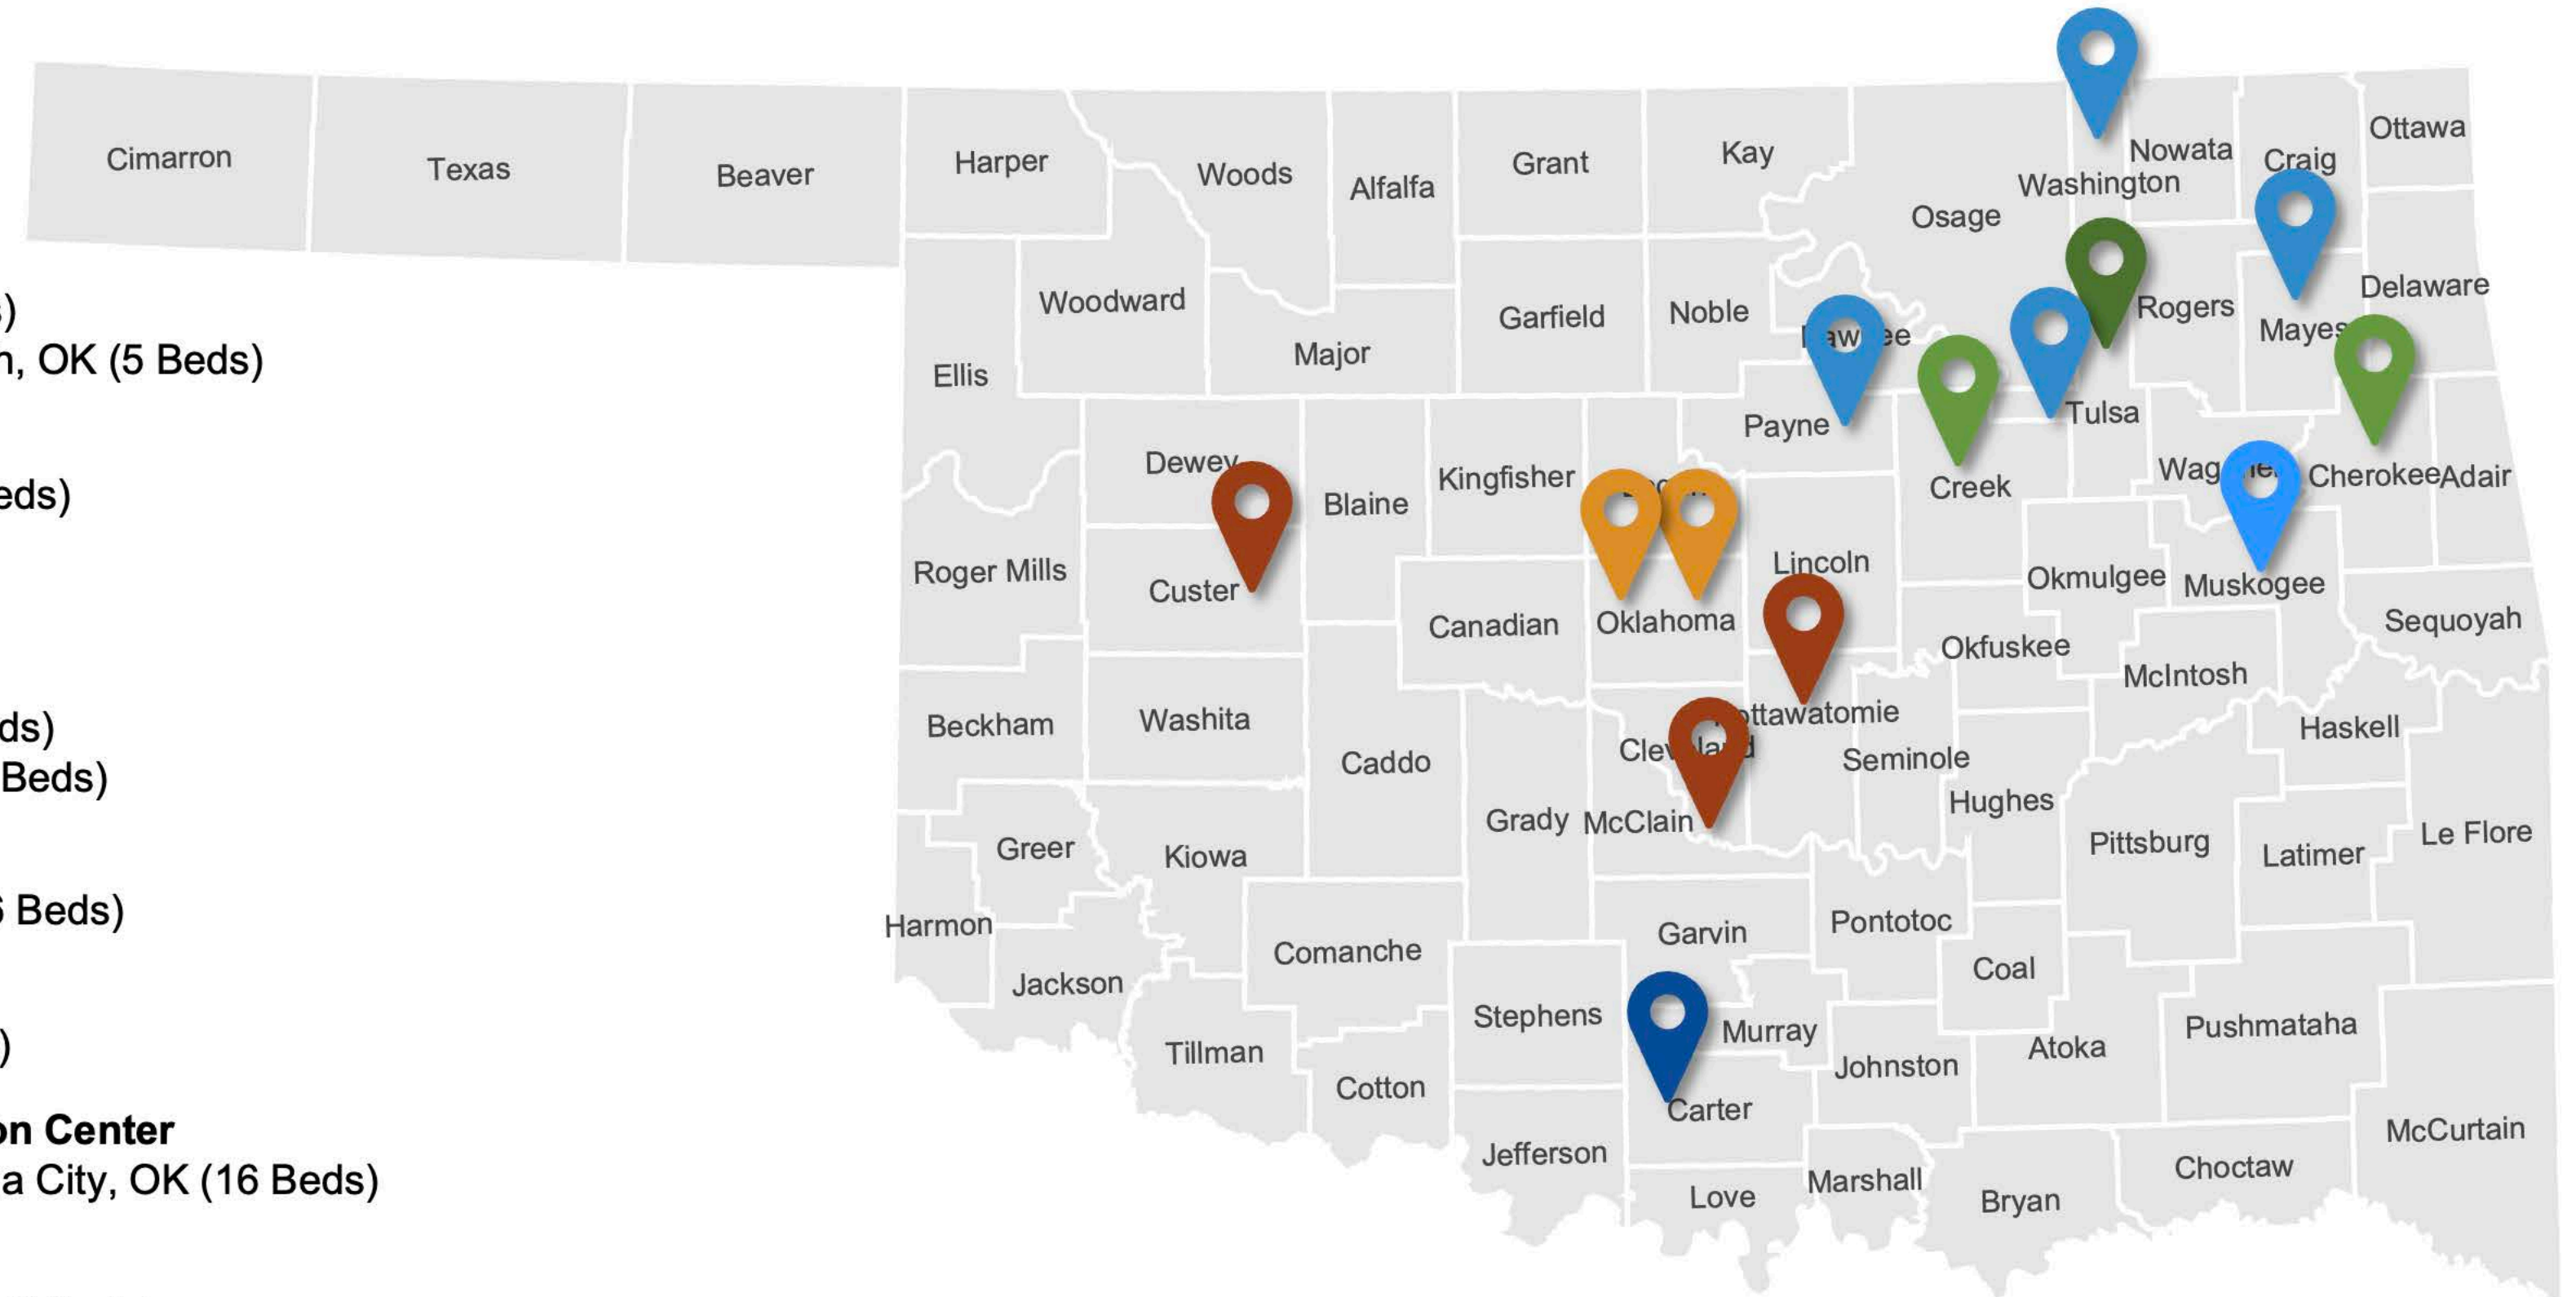 Cimarron
Texas
Beaver
Harper
Woods
Alfalfa
Grant
Kay
Osage
Washington
Nowata
Craig
Ottawa
Ellis
Woodward
Major
Garfield
Noble
Payne
Creek
Tulsa
Rogers
Mayes
Delaware
)
n, OK (5 Beds)
eds)
ds)
Beds)
Beds)
)
on Center
a City, OK (16 Beds)
Dewey
Blaine
Kingfisher
Lincoln
Cherokee
Adair
Roger Mills
Custer
Canadian
Oklahoma
Okmulgee
Muskogee
Sequoyah
Okfuskee
McIntosh
Beckham
Washita
Caddo
ottawatomie
Seminole
Haskell
Hughes
Greer
Kiowa
Grady
McClain
Pittsburg
Latimer
Le Flore
Harmon
Jackson
Comanche
Garvin
Pontotoc
Coal
Stephens
Murray
Tillman
Cotton
Carter
Johnston
Atoka
Pushmataha
Jefferson
Love
Marshall
Bryan
Choctaw
McCurtain